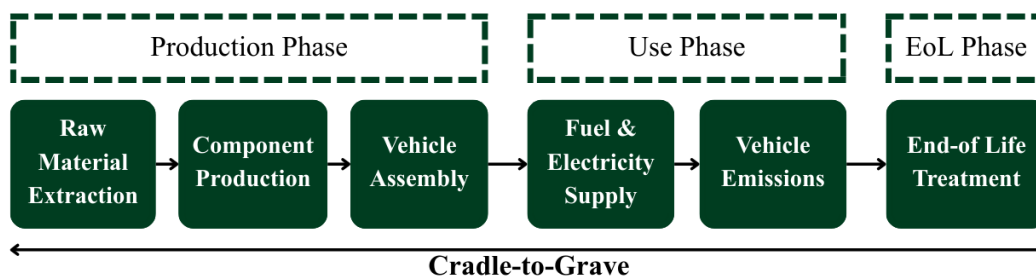 Production Phase
Use Phase
EoL Phase
Raw
Material
Extraction
Component
Production
Vehicle
Assembly
Fuel &
Electricity
Supply
Vehicle
Emissions
End-of Life
Treatment
Cradle-to-Grave